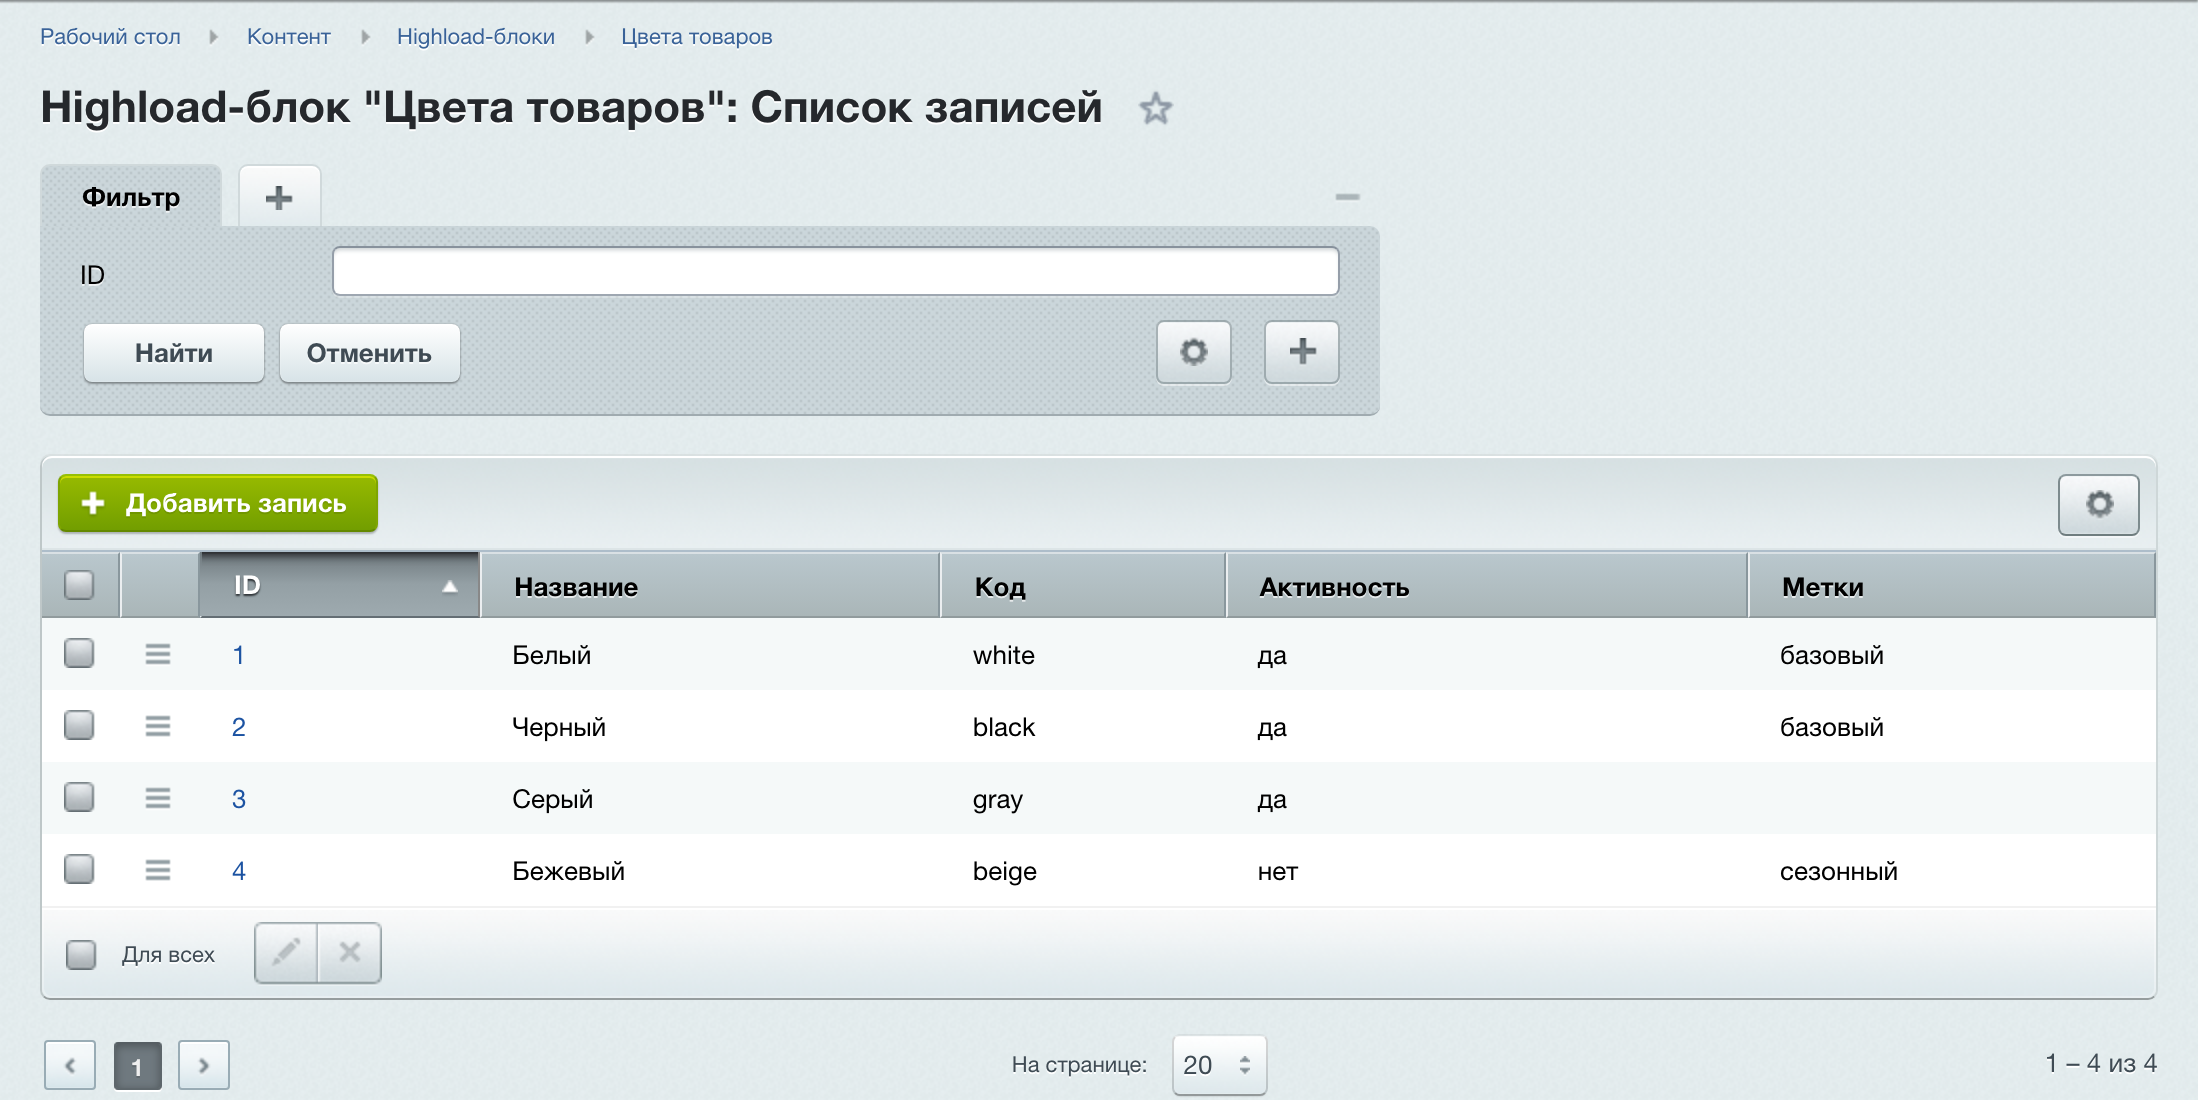 Рабочий стол Контент Highload-блоки Цвета товаров
Highload-блок "Цвета товаров": Список записей
Фильтр
ID
Найти Отменить
Добавить запись
ID Название Код Активность Метки
1 Белый white да базовый
2 Черный black да базовый
3 Серый gray да
4 Бежевый beige нет сезонный
Для всех
1 На странице: 20 1 – 4 из 4